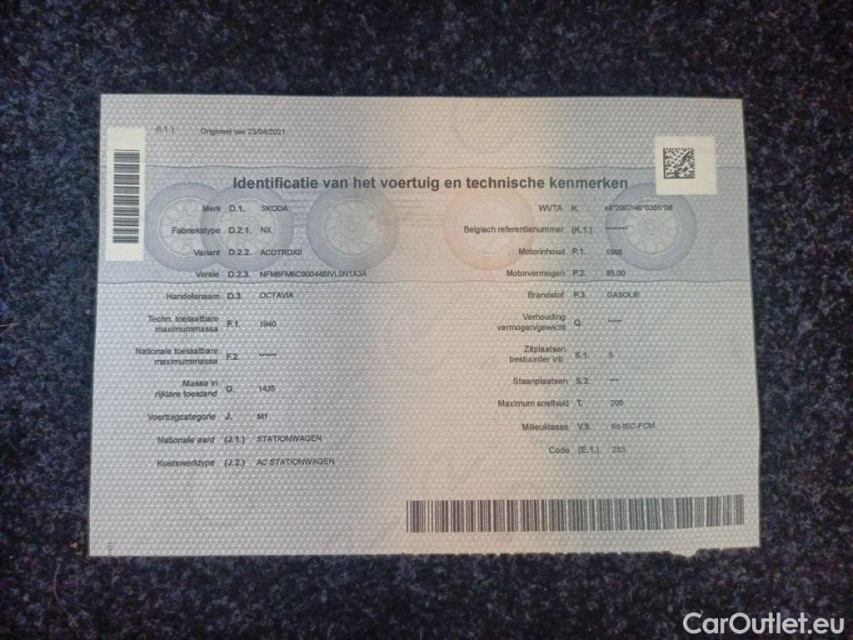 (I.1.) Origineel van 23/04/2021
Identificatie van het voertuig en technische kenmerken
Merk D.1. SKODA
Fabriekstype D.2.1. NX
Variant D.2.2. ACDTRDX0
Versie D.2.3.
Handelsnaam D.3. OCTAVIA
Techn. toelaatbare
maximummassa F.1. 1940
Nationale toelaatbare
maximummassa F.2. ******
Massa in
rijklare toestand G. 1435
Voertuigcategorie J. M1
Nationale aard (J.1.) STATIONWAGEN
Koetswerktype (J.2.) AC STATIONWAGEN
WVTA K.
Belgisch referentienummer (K.1.)
Motorinhoud P.1. 1968
Motorvermogen P.2. 85,00
Brandstof P.3. GASOLIE
Verhouding
vermogen/gewicht Q. *****
Zitplaatsen
bestuurder inb. S.1. 5
Staanplaatsen S.2. ***
Maximum snelheid T.
Milieuklasse V.9. 6d-ISC-FCM
Code (E.1.) 283
CarOutlet.eu